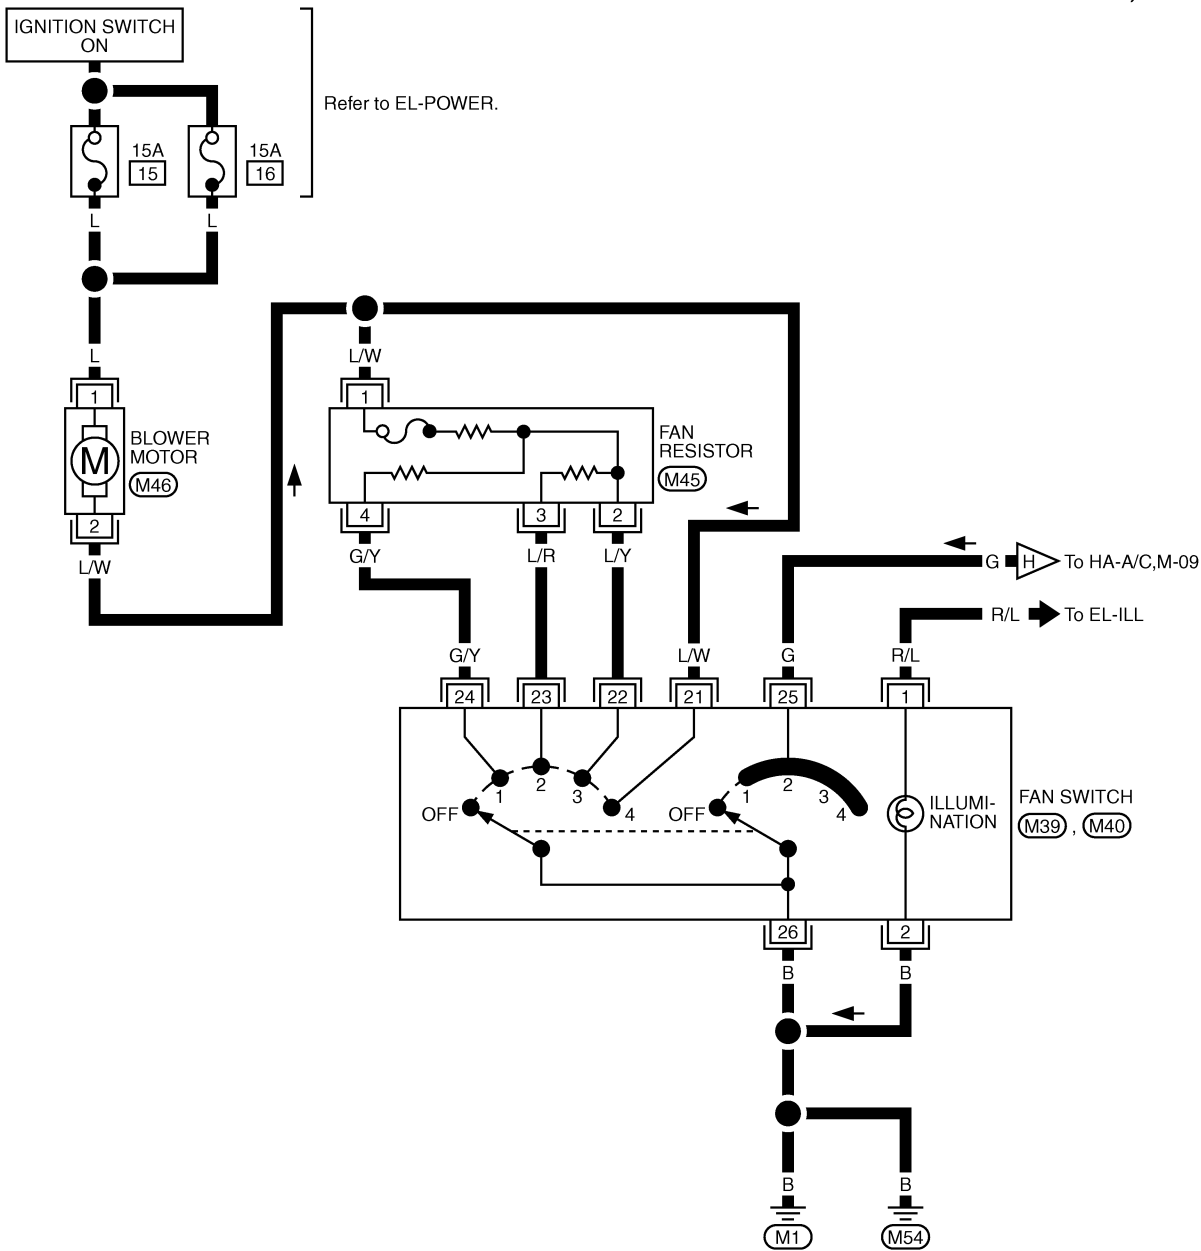 IGNITION SWITCH
ON
Refer to EL-POWER.
15A
15
15A
16
L
L
L
1
BLOWER
MOTOR
M
M46
2
L/W
L/W
1
FAN
RESISTOR
M45
4
3
2
G/Y
L/R
L/Y
G
H
To HA-A/C,M-09
R/L
To EL-ILL
G/Y
L/W
G
R/L
24
23
22
21
25
1
OFF
1
2
3
4
OFF
1
2
3
4
ILLUMI-
NATION
FAN SWITCH
M39 , M40
26
2
B
B
B
B
M1
M54